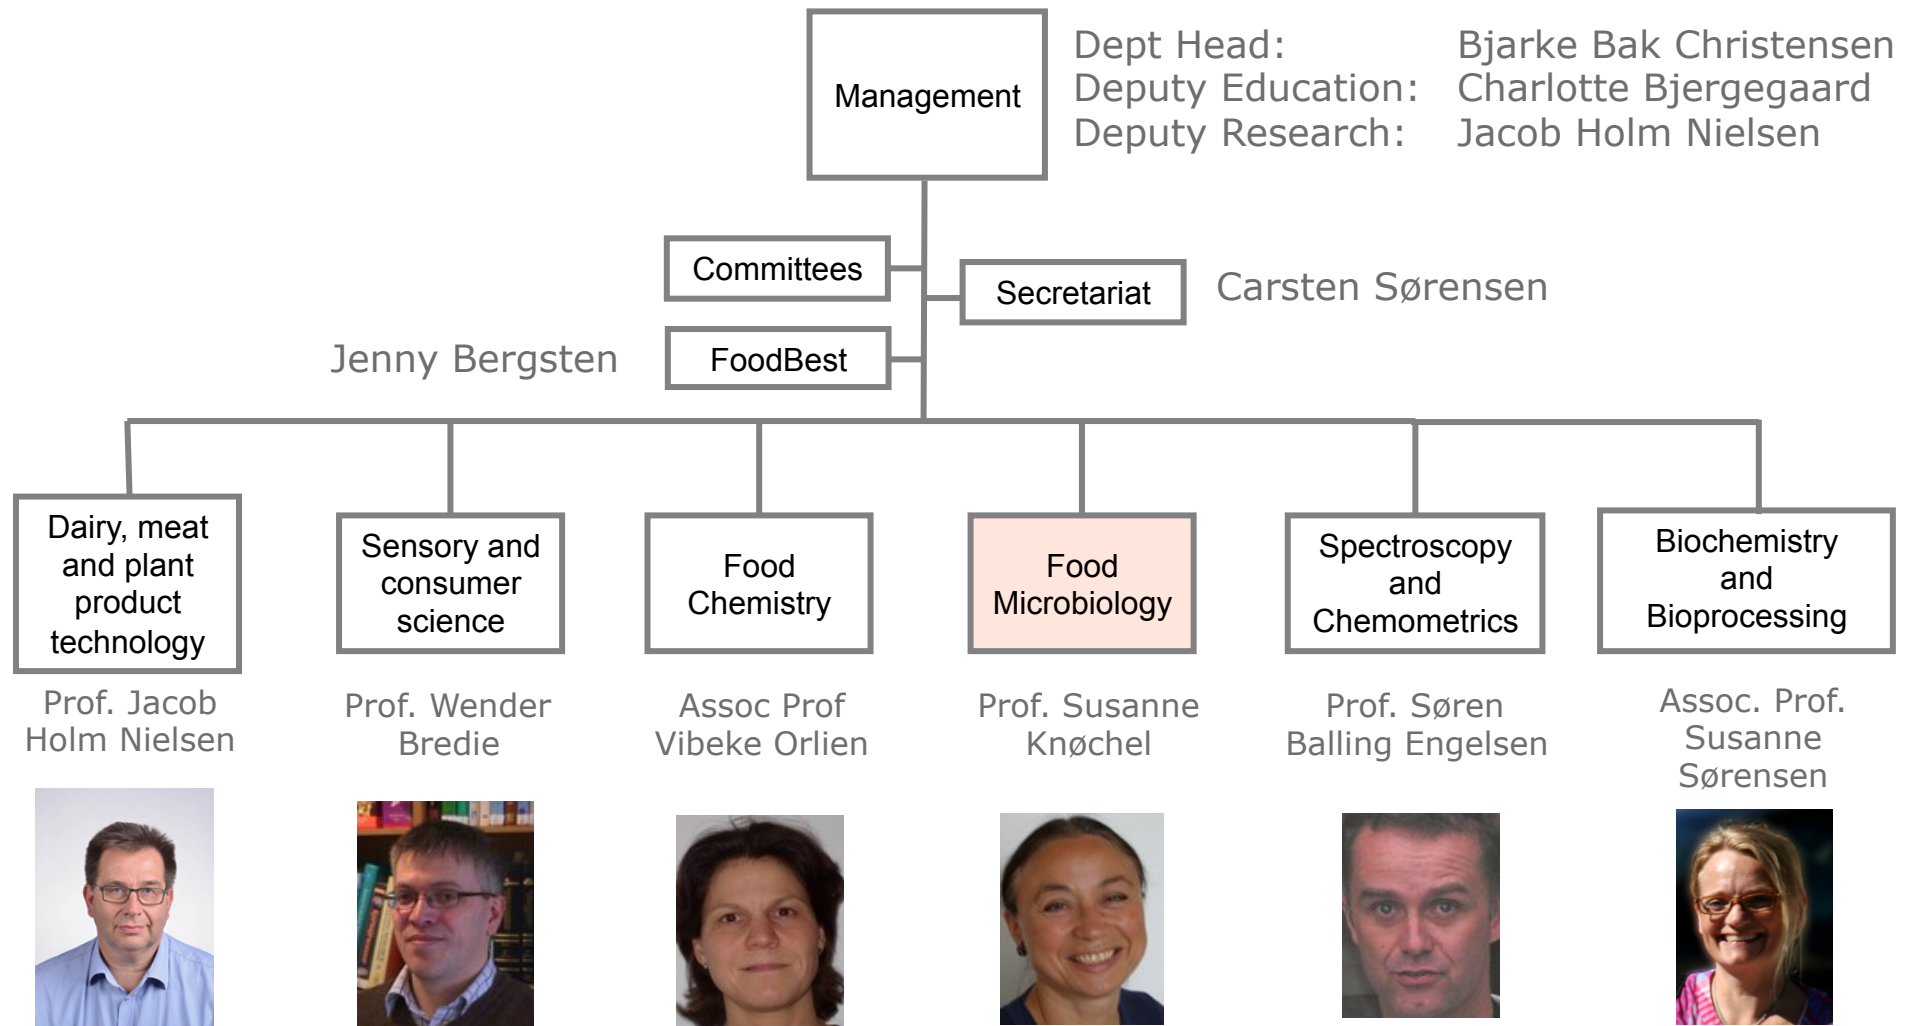 Management
Dept Head: Bjarke Bak Christensen
Deputy Education: Charlotte Bjergegaard
Deputy Research: Jacob Holm Nielsen
Committees
Secretariat
Carsten Sørensen
Jenny Bergsten
FoodBest
Dairy, meat
and plant
product
technology
Sensory and
consumer
science
Food
Chemistry
Food
Microbiology
Spectroscopy
and
Chemometrics
Biochemistry
and
Bioprocessing
Prof. Jacob
Holm Nielsen
Prof. Wender
Bredie
Assoc Prof
Vibeke Orlien
Prof. Susanne
Knøchel
Prof. Søren
Balling Engelsen
Assoc. Prof.
Susanne
Sørensen